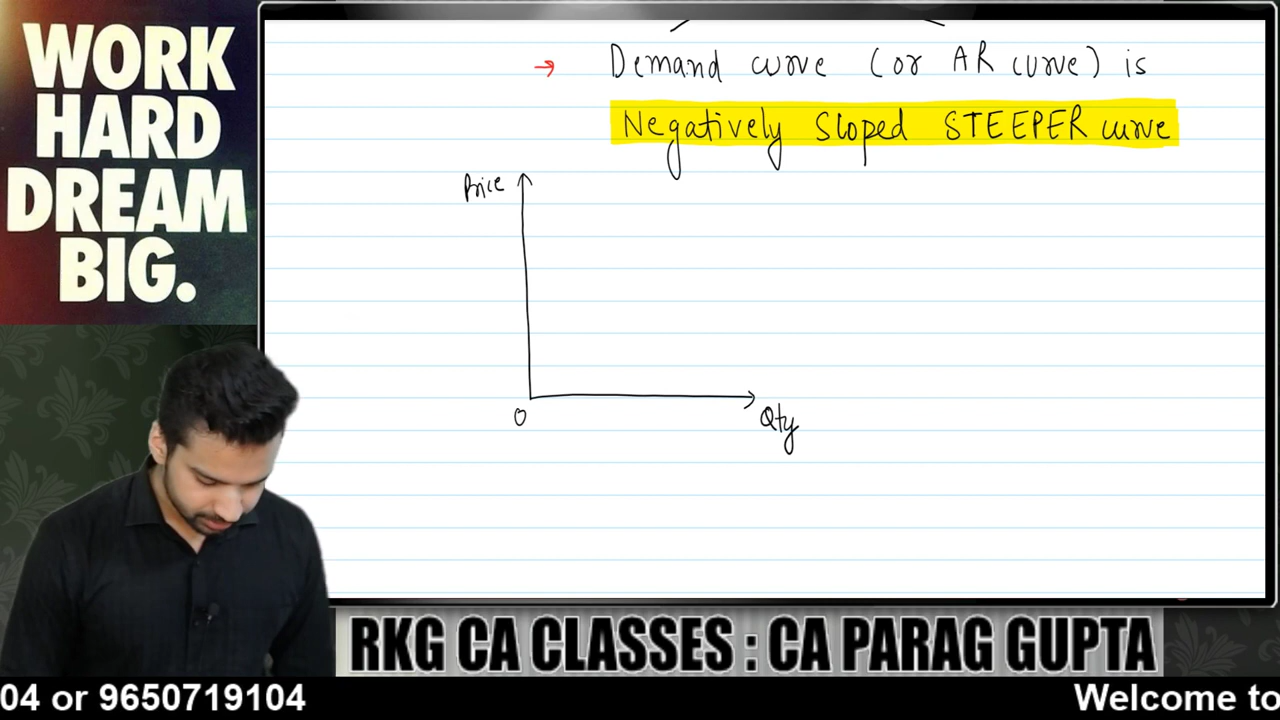 WORK
HARD
DREAM
BIG.
→ Demand curve (or AR curve) is
Negatively Sloped STEEPER curve
Price
0
Qty
RKG CA CLASSES : CA PARAG GUPTA
04 or 9650719104 Welcome to